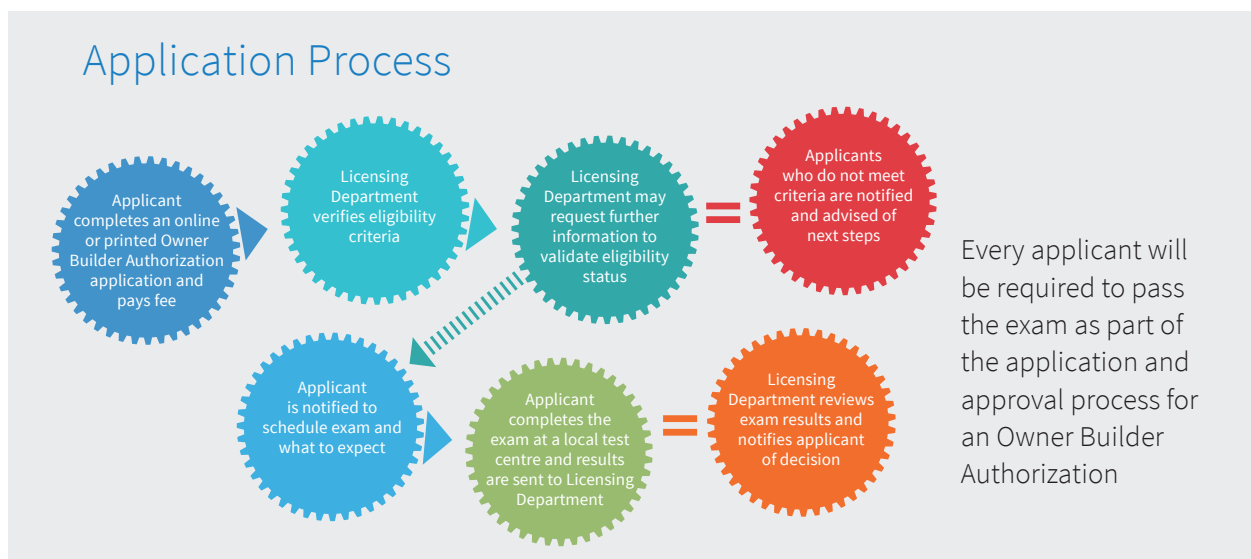 Application Process
Applicant
completes an online
or printed Owner
Builder Authorization
application and
pays fee
Licensing
Department
verifies eligibility
criteria
Licensing
Department may
request further
information to
validate eligibility
status
Applicants
who do not meet
criteria are notified
and advised of
next steps
Applicant
is notified to
schedule exam and
what to expect
Applicant
completes the
exam at a local test
centre and results
are sent to Licensing
Department
Licensing
Department reviews
exam results and
notifies applicant
of decision
Every applicant will
be required to pass
the exam as part of
the application and
approval process for
an Owner Builder
Authorization